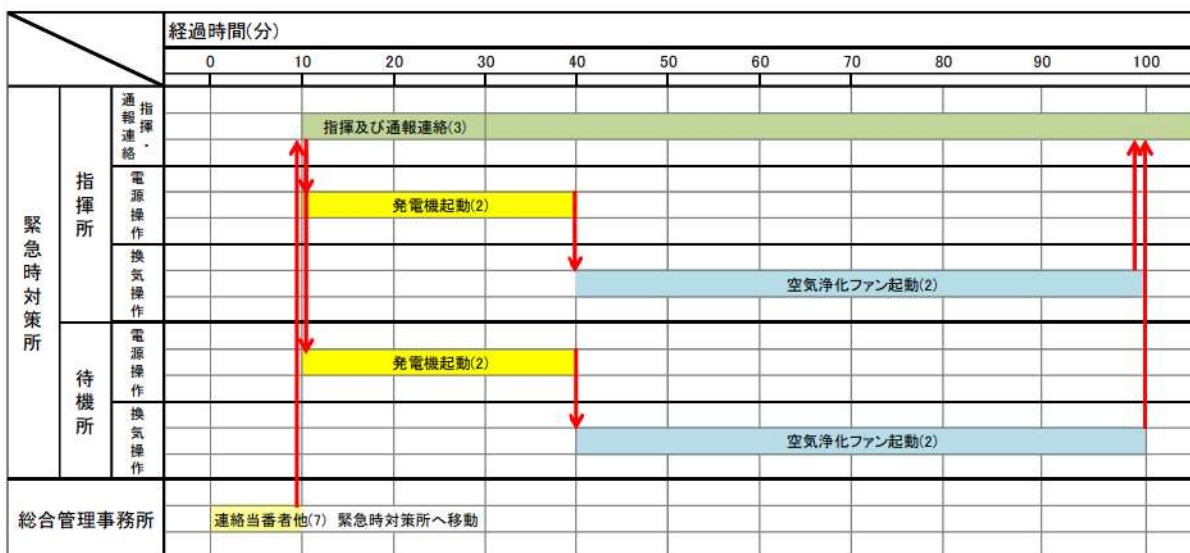 経過時間(分)
0 10 20 30 40 50 60 70 80 90 100
緊急時対策所
指揮所
指揮・通報連絡
指揮及び通報連絡(3)
電源操作
発電機起動(2)
換気操作
空気浄化ファン起動(2)
待機所
電源操作
発電機起動(2)
換気操作
空気浄化ファン起動(2)
総合管理事務所
連絡当番者他(7) 緊急時対策所へ移動